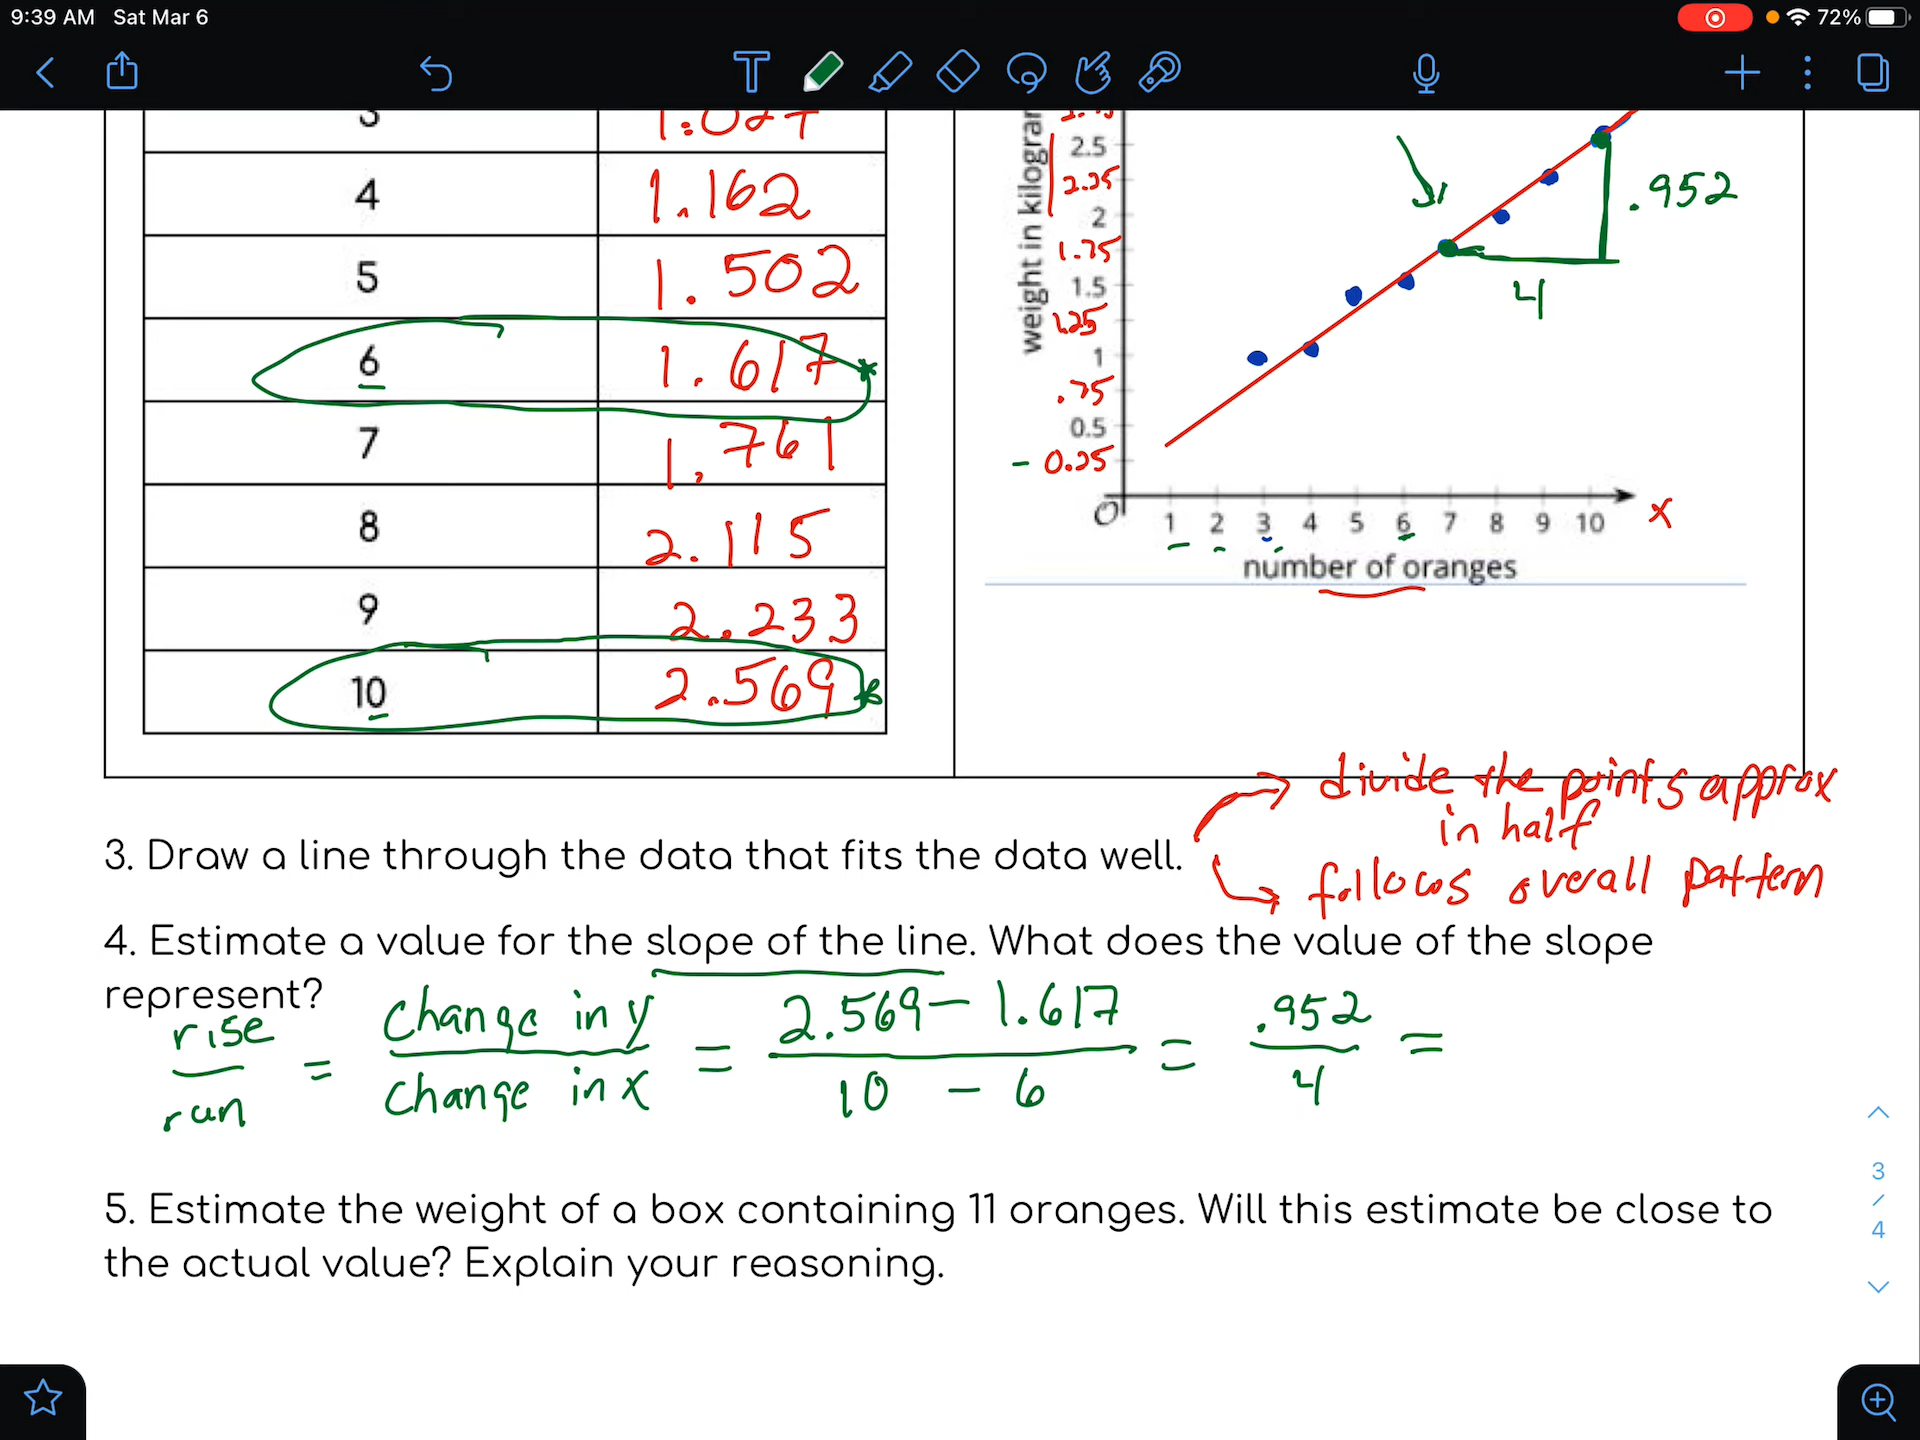 9:39 AM Sat Mar 6
72%
4 1.162
5 1.502
6 1.617
7 1.761
8 2.115
9 2.233
10 2.569
weight in
2.5
2.25
2
1.75
1.5
1.25
1
.75
0.5
0.25
0 1 2 3 4 5 6 7 8 9 10 x
number of oranges
.952
4
divide the points approx
in half
3. Draw a line through the data that fits the data well.
follows overall pattern
4. Estimate a value for the slope of the line. What does the value of the slope
represent?
rise change in y 2.569 - 1.617 .952
= = = =
run change in x 10 - 6 4
5. Estimate the weight of a box containing 11 oranges. Will this estimate be close to
the actual value? Explain your reasoning.
3
/
4